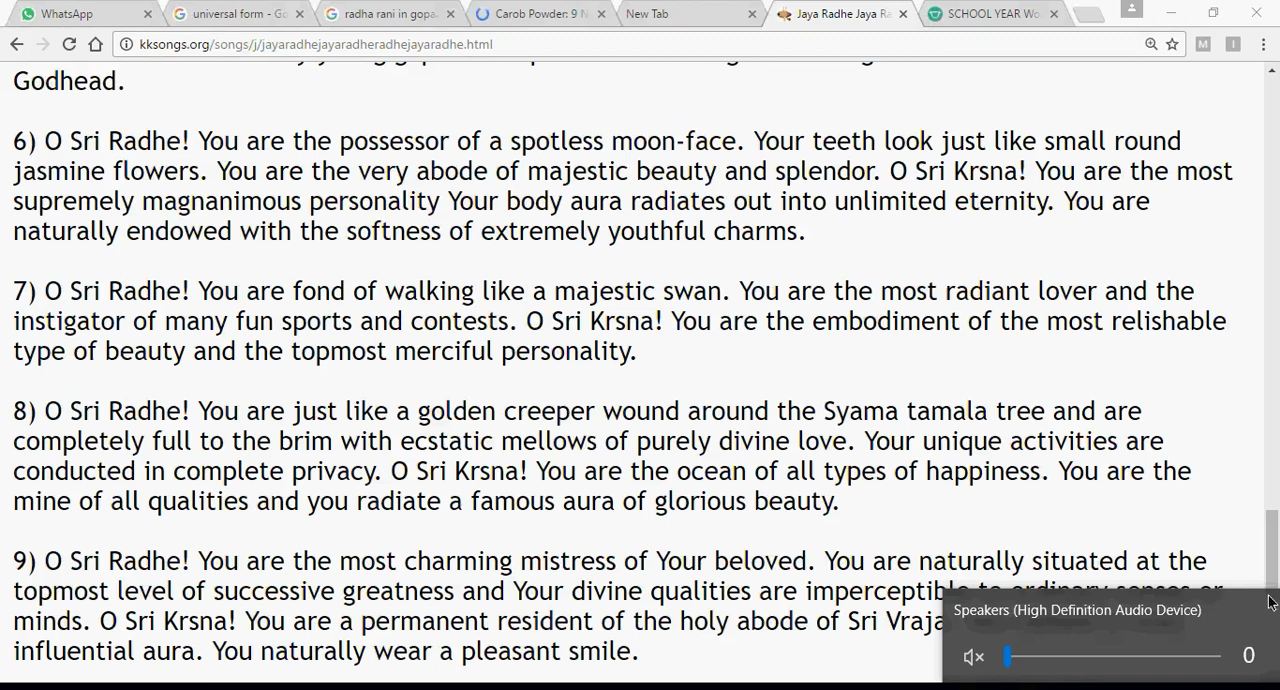 WhatsApp
universal form - Go
radha rani in gopa
Carob Powder: 9 N
New Tab
Jaya Radhe Jaya Ra
SCHOOL YEAR Wo
kksongs.org/songs/j/jayaradhejayaradheradhejayaradhe.html
M
I
Godhead.
6) O Sri Radhe! You are the possessor of a spotless moon-face. Your teeth look just like small round
jasmine flowers. You are the very abode of majestic beauty and splendor. O Sri Krsna! You are the most
supremely magnanimous personality Your body aura radiates out into unlimited eternity. You are
naturally endowed with the softness of extremely youthful charms.
7) O Sri Radhe! You are fond of walking like a majestic swan. You are the most radiant lover and the
instigator of many fun sports and contests. O Sri Krsna! You are the embodiment of the most relishable
type of beauty and the topmost merciful personality.
8) O Sri Radhe! You are just like a golden creeper wound around the Syama tamala tree and are
completely full to the brim with ecstatic mellows of purely divine love. Your unique activities are
conducted in complete privacy. O Sri Krsna! You are the ocean of all types of happiness. You are the
mine of all qualities and you radiate a famous aura of glorious beauty.
9) O Sri Radhe! You are the most charming mistress of Your beloved. You are naturally situated at the
topmost level of successive greatness and Your divine qualities are imperceptible to ordinary senses or
minds. O Sri Krsna! You are a permanent resident of the holy abode of Sri Vraja
influential aura. You naturally wear a pleasant smile.
Speakers (High Definition Audio Device)
0